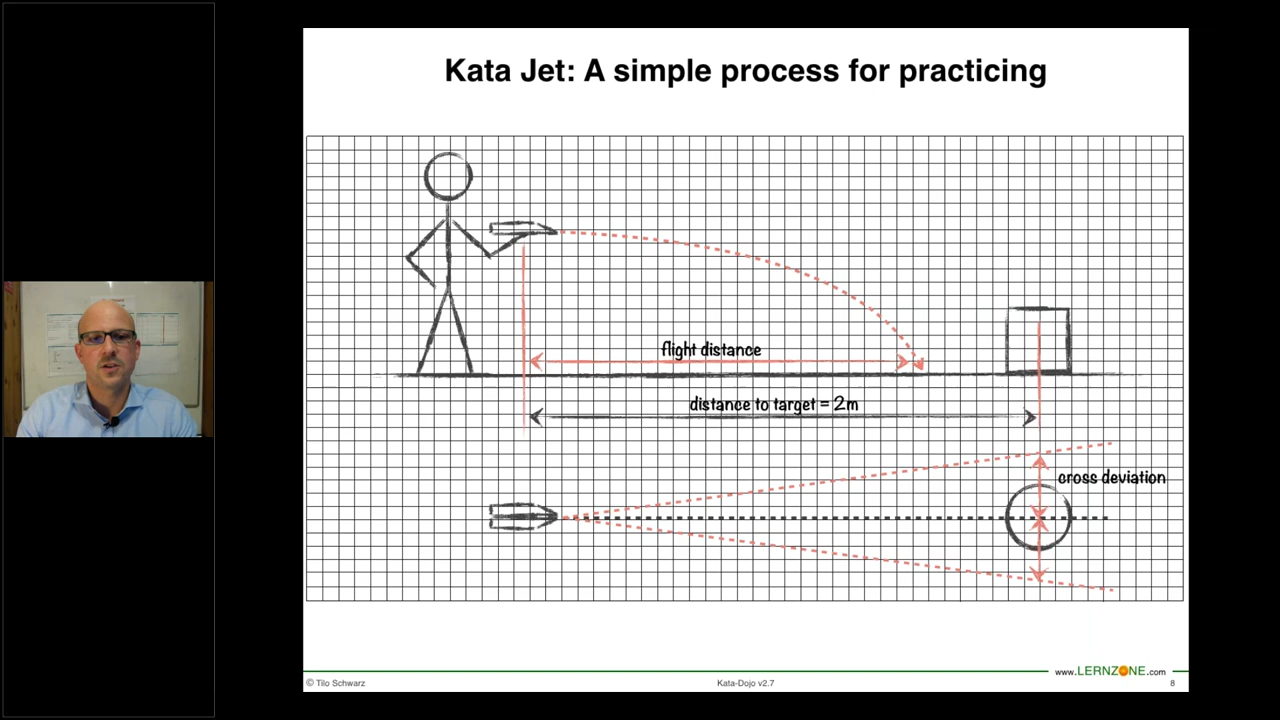 Kata Jet: A simple process for practicing
flight distance
distance to target = 2m
cross deviation
www.LERNZONE.com
© Tilo Schwarz
Kata-Dojo v2.7
8